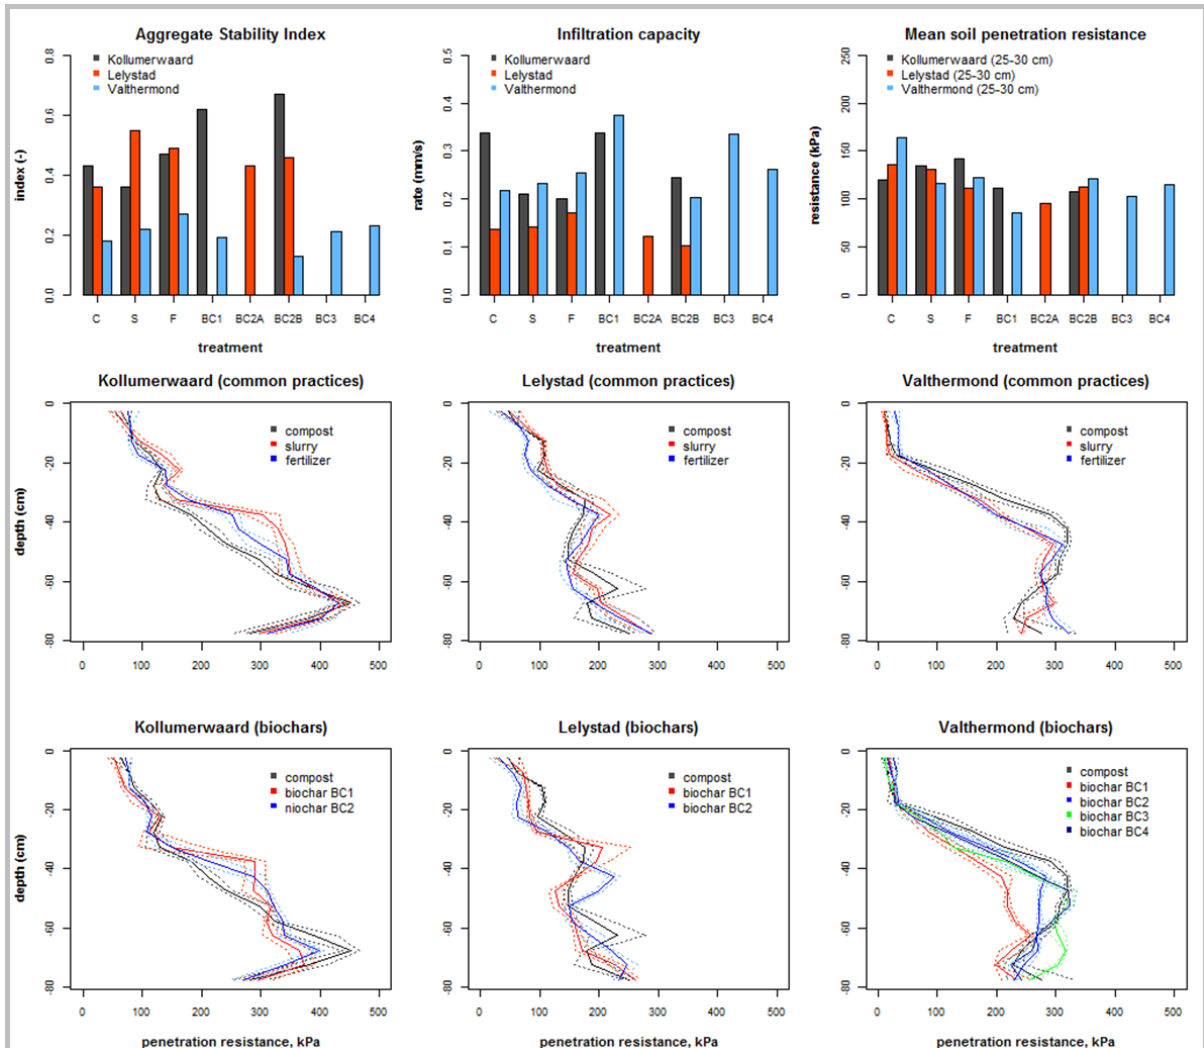 Aggregate Stability Index
Infiltration capacity
Mean soil penetration resistance
index (-)
0.0 0.2 0.4 0.6 0.8
Kollumerwaard
Lelystad
Valthermond
C S F BC1 BC2A BC2B BC3 BC4
treatment
rate (mm/s)
0.0 0.1 0.2 0.3 0.4 0.5
Kollumerwaard
Lelystad
Valthermond
C S F BC1 BC2A BC2B BC3 BC4
treatment
resistance (kPa)
0 50 100 150 200 250
Kollumerwaard (25-30 cm)
Lelystad (25-30 cm)
Valthermond (25-30 cm)
C S F BC1 BC2A BC2B BC3 BC4
treatment
Kollumerwaard (common practices)
depth (cm)
0 -20 -40 -60 -80
compost
slurry
fertilizer
0 100 200 300 400 500
Lelystad (common practices)
0 -20 -40 -60 -80
compost
slurry
fertilizer
0 100 200 300 400 500
Valthermond (common practices)
0 -20 -40 -60 -80
compost
slurry
fertilizer
0 100 200 300 400 500
Kollumerwaard (biochars)
depth (cm)
0 -20 -40 -60 -80
compost
biochar BC1
niochar BC2
0 100 200 300 400 500
penetration resistance, kPa
Lelystad (biochars)
0 -20 -40 -60 -80
compost
biochar BC1
biochar BC2
0 100 200 300 400 500
penetration resistance, kPa
Valthermond (biochars)
0 -20 -40 -60 -80
compost
biochar BC1
biochar BC2
biochar BC3
biochar BC4
0 100 200 300 400 500
penetration resistance, kPa